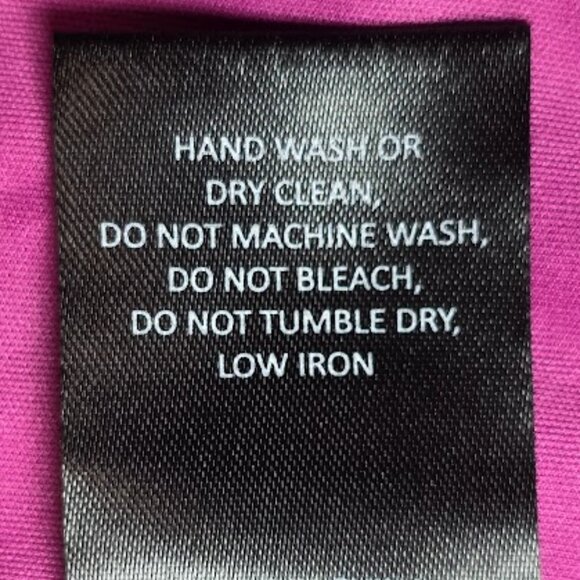 HAND WASH OR
DRY CLEAN,
DO NOT MACHINE WASH,
DO NOT BLEACH,
DO NOT TUMBLE DRY,
LOW IRON